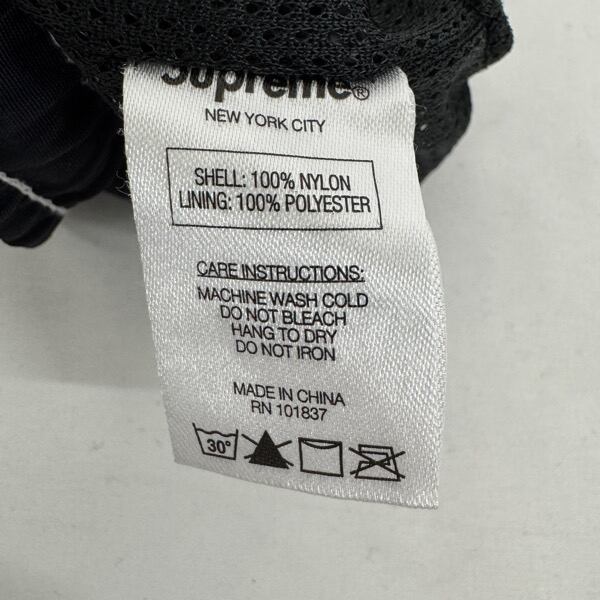 Supreme®
NEW YORK CITY
SHELL: 100% NYLON
LINING: 100% POLYESTER
CARE INSTRUCTIONS:
MACHINE WASH COLD
DO NOT BLEACH
HANG TO DRY
DO NOT IRON
MADE IN CHINA
RN 101837
30°